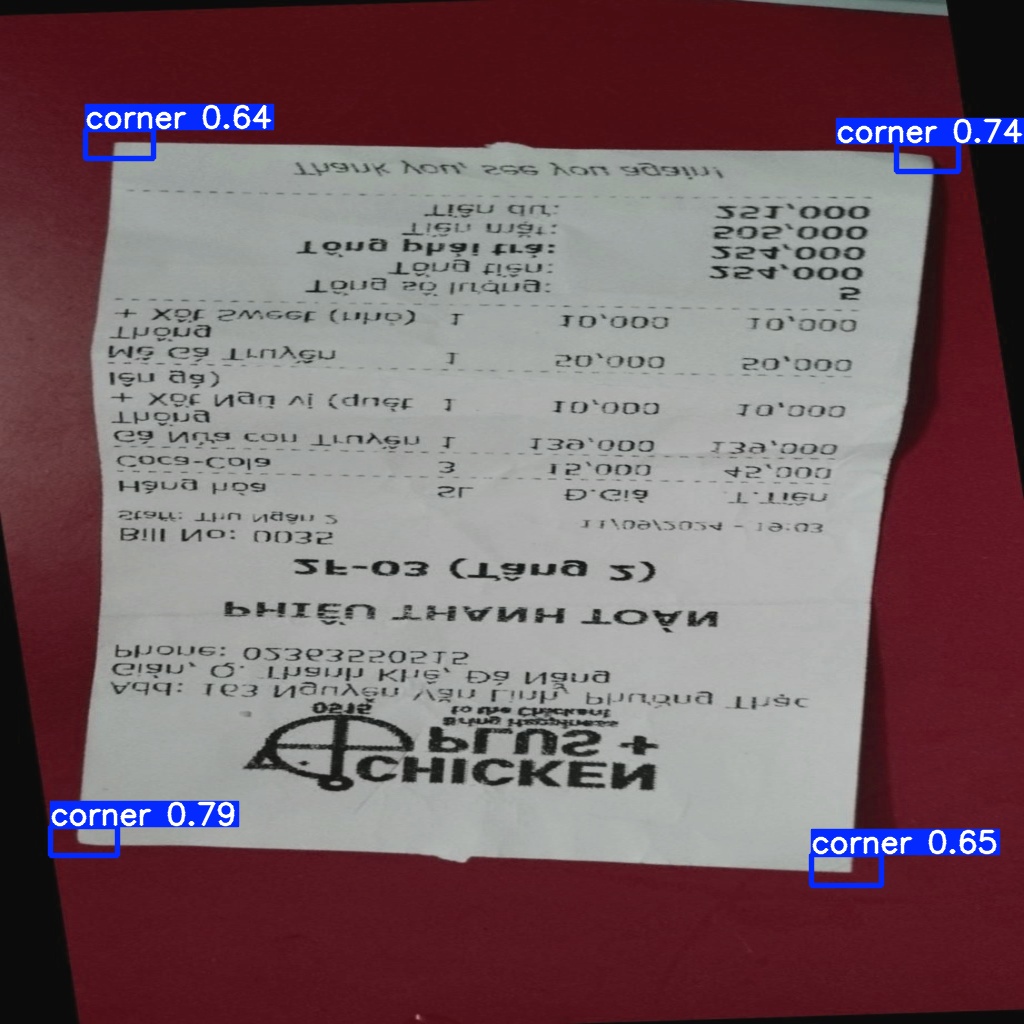 corner 0.64
corner 0.74
CHICKEN
PLUS +
Bring Happiness
to the Chickent
0515
Add: 163 Nguyễn Văn Linh, Phường Thạc
Gián, Q. Thanh Khê, Đà Nẵng
Phone: 02363550515
PHIẾU THANH TOÁN
2F-03 (Tầng 2)
Bill No: 0035
Staff: Thu Ngân 2 11/09/2024 - 19:03
Hàng hóa SL Đ.Giá T.Tiền
Coca-Cola 3 15,000 45,000
Gà Nửa con Truyền 1 139,000 139,000
Thống
+ Xốt Ngũ vị (quét 1 10,000 10,000
lên gà)
Mề Gà Truyền 1 50,000 50,000
Thống
+ Xốt Sweet (nhỏ) 1 10,000 10,000
Tổng số lượng: 5
Tổng tiền: 254,000
Tổng phải trả: 254,000
Tiền mặt: 505,000
Tiền dư: 251,000
Thank you, see you again!
corner 0.79
corner 0.65